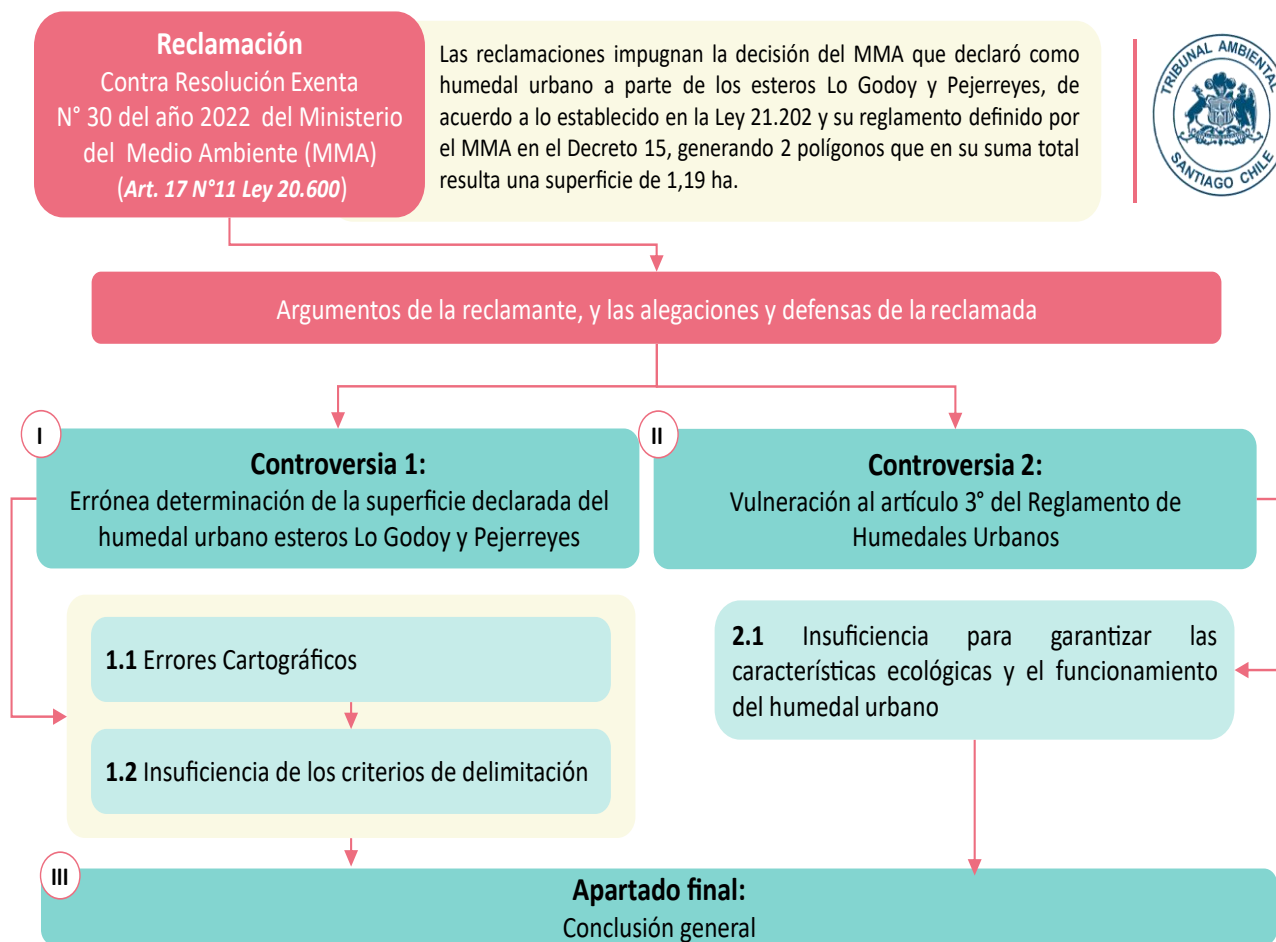 Reclamación
Contra Resolución Exenta
N° 30 del año 2022 del Ministerio
del Medio Ambiente (MMA)
(Art. 17 N°11 Ley 20.600)
Las reclamaciones impugnan la decisión del MMA que declaró como
humedal urbano a parte de los esteros Lo Godoy y Pejerreyes, de
acuerdo a lo establecido en la Ley 21.202 y su reglamento definido por
el MMA en el Decreto 15, generando 2 polígonos que en su suma total
resulta una superficie de 1,19 ha.
TRIBUNAL AMBIENTAL
SANTIAGO CHILE
Argumentos de la reclamante, y las alegaciones y defensas de la reclamada
I
Controversia 1:
Errónea determinación de la superficie declarada del
humedal urbano esteros Lo Godoy y Pejerreyes
II
Controversia 2:
Vulneración al artículo 3° del Reglamento de
Humedales Urbanos
1.1 Errores Cartográficos
1.2 Insuficiencia de los criterios de delimitación
2.1 Insuficiencia para garantizar las
características ecológicas y el funcionamiento
del humedal urbano
III
Apartado final:
Conclusión general